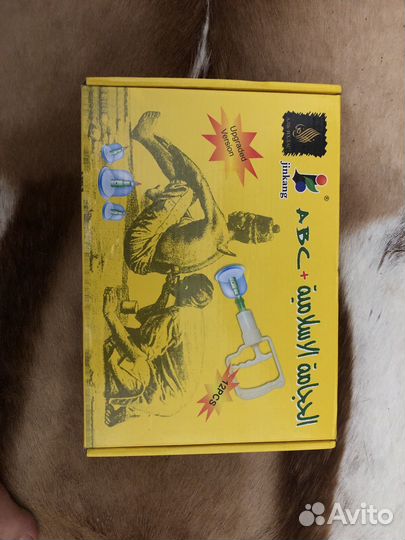 Upgraded
Version
jinkang
®
ABC+ الحجامة الاسلامية
12PCS
Avito